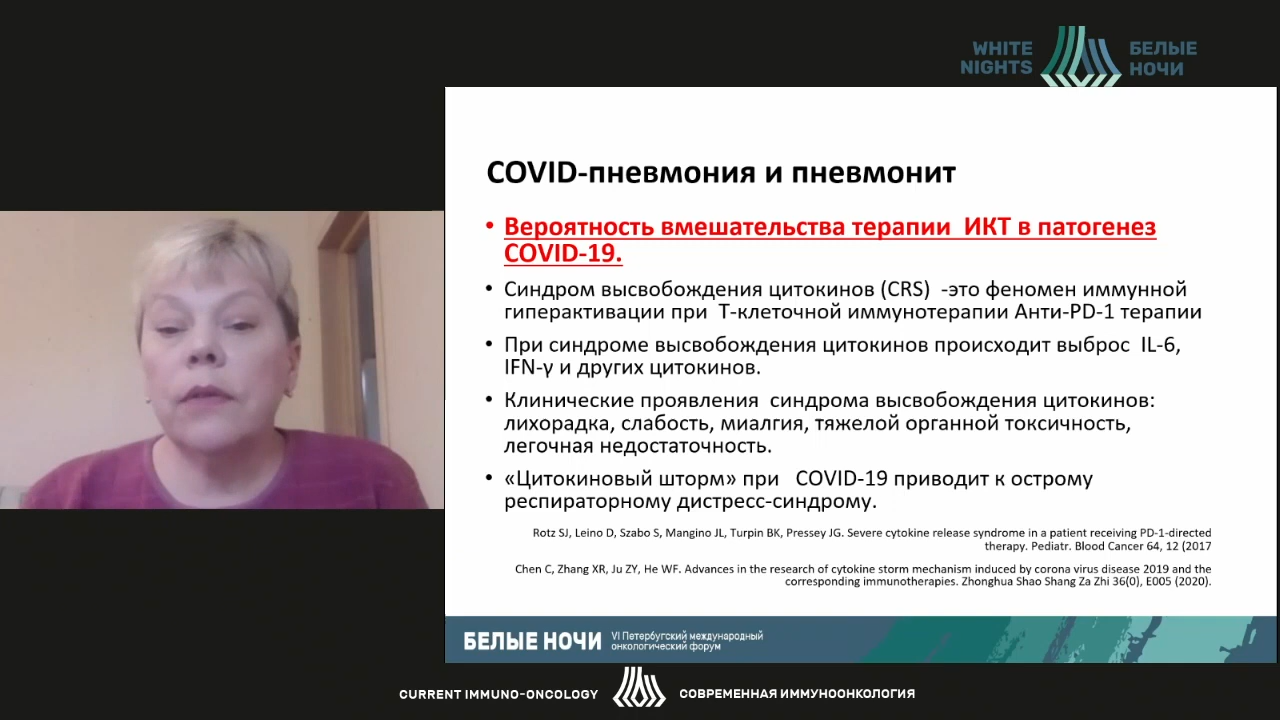 WHITE
NIGHTS
БЕЛЫЕ
НОЧИ
COVID-пневмония и пневмонит
• Вероятность вмешательства терапии ИКТ в патогенез
COVID-19.
• Синдром высвобождения цитокинов (CRS) -это феномен иммунной
гиперактивации при Т-клеточной иммунотерапии Анти-PD-1 терапии
• При синдроме высвобождения цитокинов происходит выброс IL-6,
IFN-γ и других цитокинов.
• Клинические проявления синдрома высвобождения цитокинов:
лихорадка, слабость, миалгия, тяжелой органной токсичность,
легочная недостаточность.
• «Цитокиновый шторм» при COVID-19 приводит к острому
респираторному дистресс-синдрому.
Rotz SJ, Leino D, Szabo S, Mangino JL, Turpin BK, Pressey JG. Severe cytokine release syndrome in a patient receiving PD-1-directed
therapy. Pediatr. Blood Cancer 64, 12 (2017
Chen C, Zhang XR, Ju ZY, He WF. Advances in the research of cytokine storm mechanism induced by corona virus disease 2019 and the
corresponding immunotherapies. Zhonghua Shao Shang Za Zhi 36(0), E005 (2020).
БЕЛЫЕ НОЧИ
VI Петербугский международный
онкологический форум
CURRENT IMMUNO-ONCOLOGY
СОВРЕМЕННАЯ ИММУНООНКОЛОГИЯ